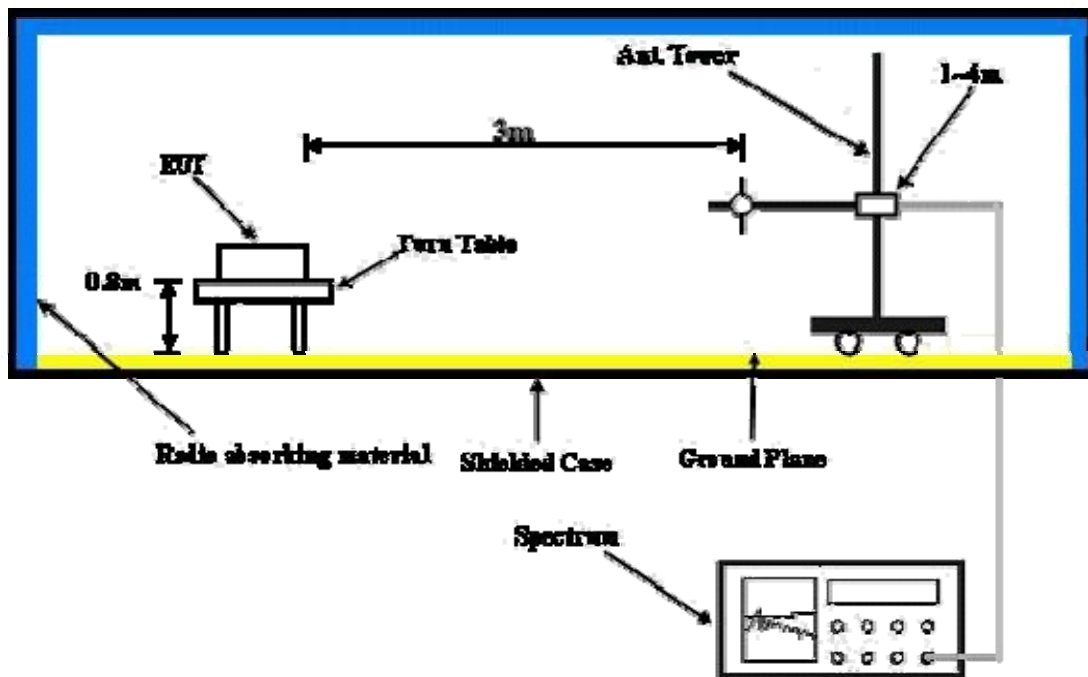 Ant. Tower
1-4m
3m
EUT
Turn Table
0.8m
Radio absorbing material
Shielded Case
Ground Plane
Spectrum